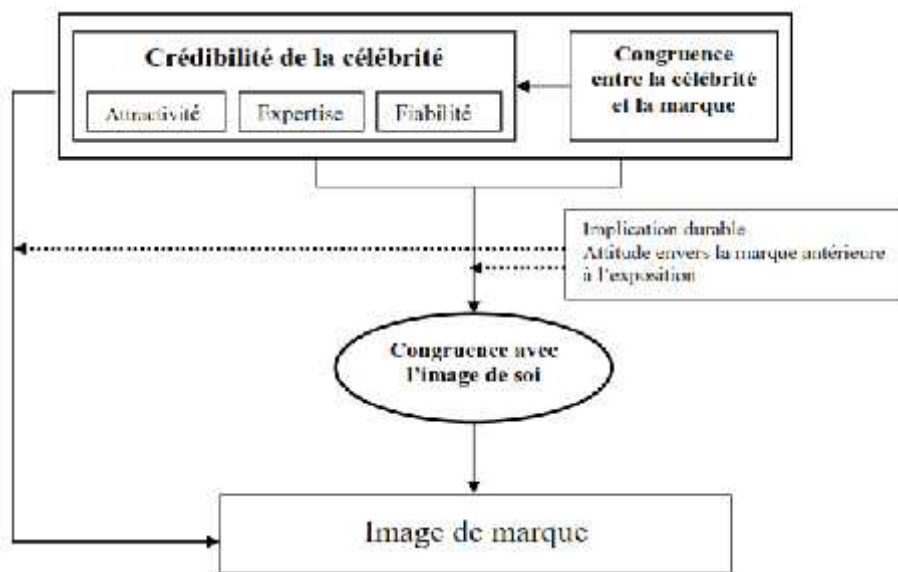 Crédibilité de la célébrité
Attractivité
Expertise
Fiabilité
Congruence
entre la célébrité
et la marque
Implication durable
Attitude envers la marque antérieure
à l'exposition
Congruence avec
l'image de soi
Image de marque